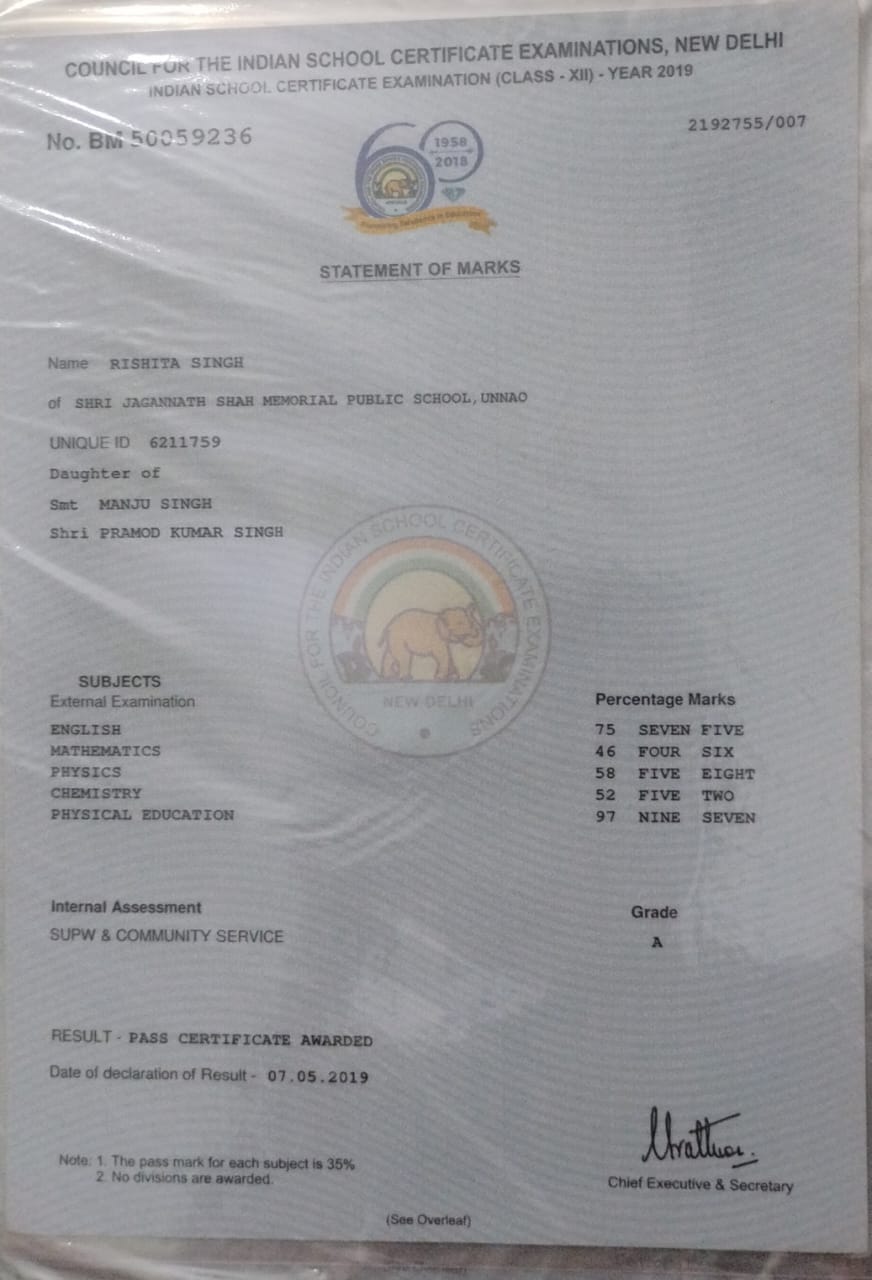 COUNCIL FOR THE INDIAN SCHOOL CERTIFICATE EXAMINATIONS, NEW DELHI
INDIAN SCHOOL CERTIFICATE EXAMINATION (CLASS - XII) - YEAR 2019
No. BM 50059236
2192755/007
60
1958
2018
STATEMENT OF MARKS
Name RISHITA SINGH
of SHRI JAGANNATH SHAH MEMORIAL PUBLIC SCHOOL, UNNAO
UNIQUE ID 6211759
Daughter of
Smt MANJU SINGH
Shri PRAMOD KUMAR SINGH
COUNCIL FOR THE INDIAN SCHOOL CERTIFICATE EXAMINATIONS
NEW DELHI
SUBJECTS
External Examination Percentage Marks
ENGLISH 75 SEVEN FIVE
MATHEMATICS 46 FOUR SIX
PHYSICS 58 FIVE EIGHT
CHEMISTRY 52 FIVE TWO
PHYSICAL EDUCATION 97 NINE SEVEN
Internal Assessment Grade
SUPW & COMMUNITY SERVICE A
RESULT - PASS CERTIFICATE AWARDED
Date of declaration of Result - 07.05.2019
Note: 1. The pass mark for each subject is 35%
2. No divisions are awarded.
Chief Executive & Secretary
(See Overleaf)